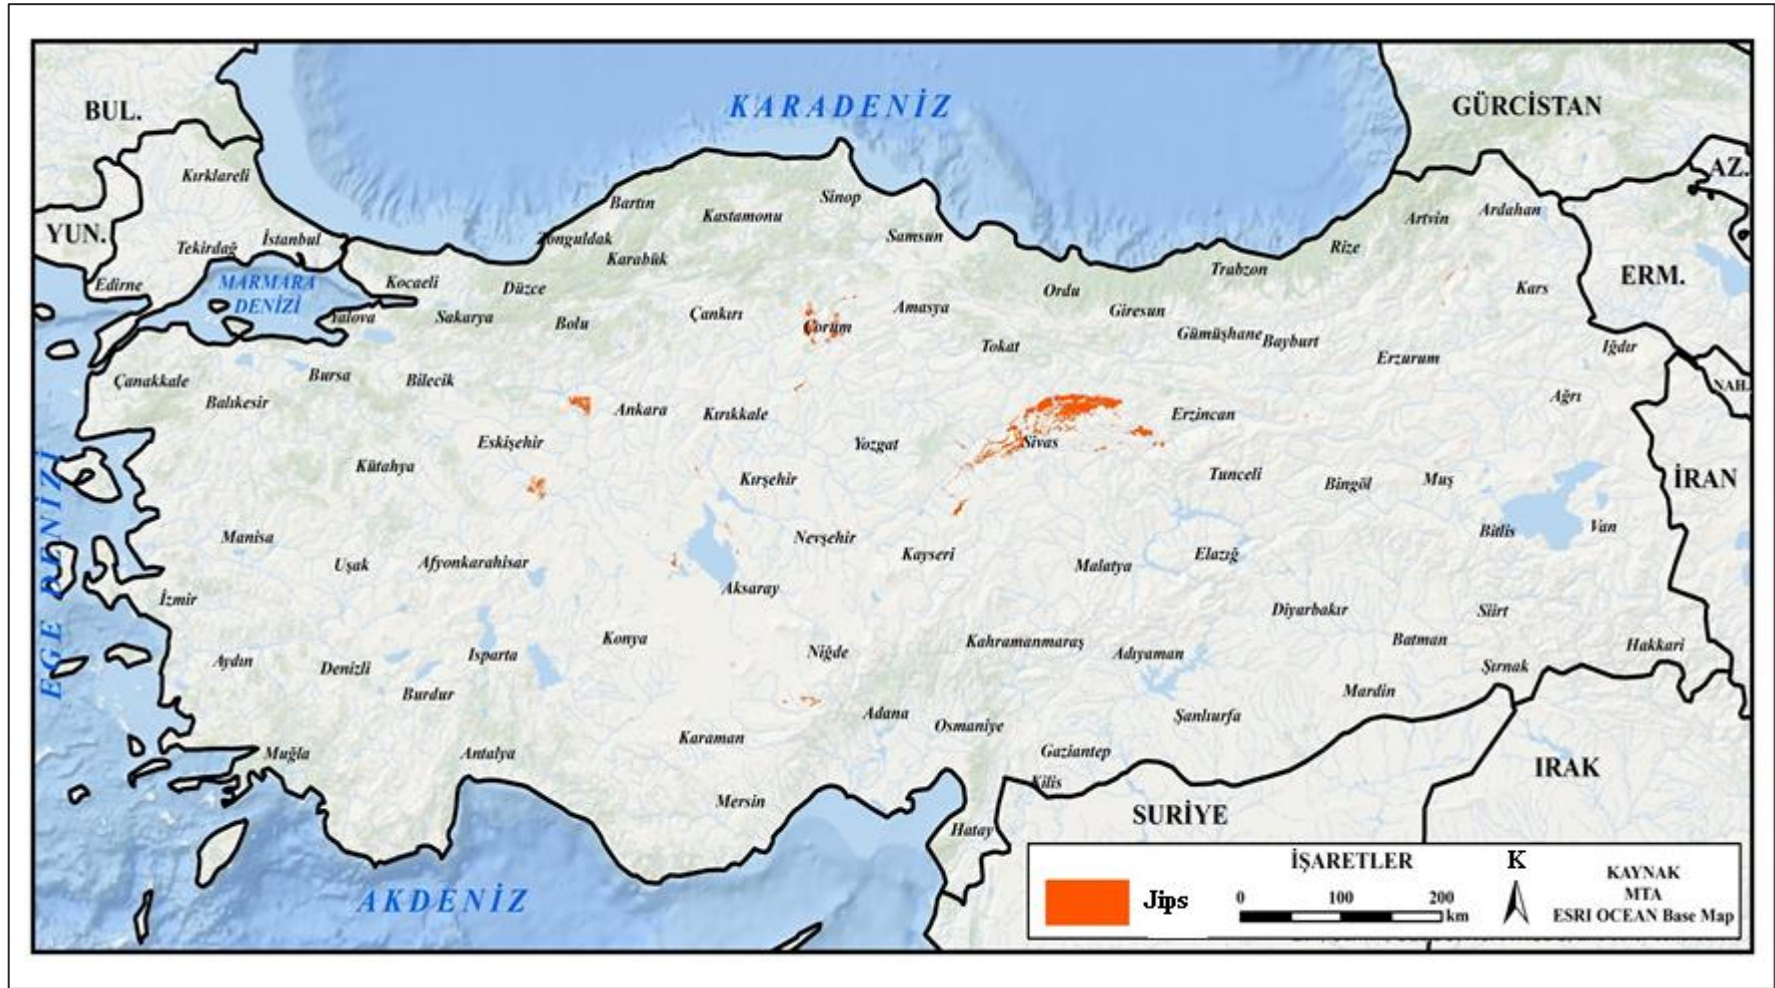 KARADENİZ
BUL.
GÜRCİSTAN
AZ.
Kırklareli
Bartın
Kastamonu
Sinop
Artvin
Ardahan
YUN.
Tekirdağ
İstanbul
Zonguldak
Karabük
Samsun
Rize
Trabzon
ERM.
Edirne
MARMARA
DENİZİ
Kocaeli
Düzce
Ordu
Kars
Yalova
Sakarya
Bolu
Çankırı
Çorum
Amasya
Giresun
Gümüşhane
Bayburt
Tokat
Erzurum
Iğdır
Çanakkale
Bursa
Bilecik
NAH.
Balıkesir
Ankara
Kırıkkale
Erzincan
Ağrı
Eskişehir
Yozgat
Sivas
Kütahya
Kırşehir
Tunceli
Bingöl
Muş
İRAN
EGE DENİZİ
Manisa
Nevşehir
Bitlis
Van
Uşak
Afyonkarahisar
Kayseri
Malatya
Elazığ
Aksaray
İzmir
Diyarbakır
Siirt
Konya
Kahramanmaraş
Batman
Hakkari
Aydın
Denizli
Isparta
Niğde
Adıyaman
Şırnak
Burdur
Mardin
Adana
Osmaniye
Şanlıurfa
Muğla
Antalya
Karaman
Gaziantep
Kilis
IRAK
Mersin
SURİYE
Hatay
AKDENİZ
İŞARETLER
Jips
0 100 200
km
K
KAYNAK
MTA
ESRI OCEAN Base Map